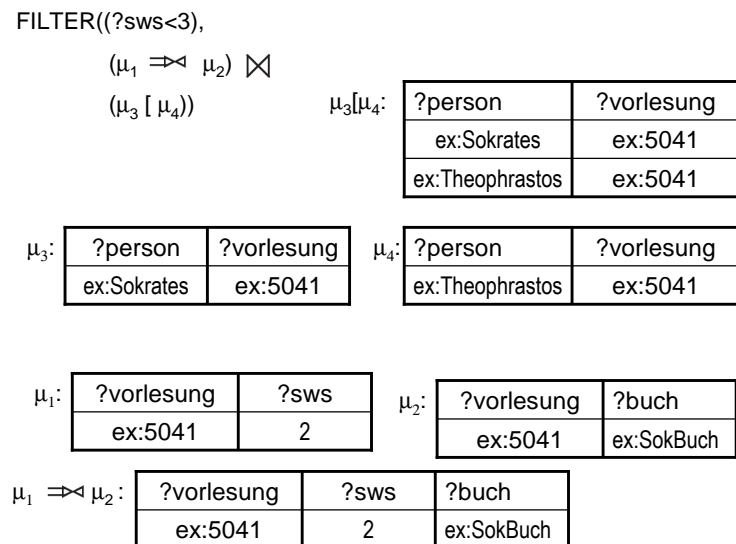 FILTER((?sws<3),
(μ₁ ⟕ μ₂) ⋈
(μ₃ [ μ₄))
μ₃[μ₄: ?person ?vorlesung
ex:Sokrates ex:5041
ex:Theophrastos ex:5041
μ₃: ?person ?vorlesung μ₄: ?person ?vorlesung
ex:Sokrates ex:5041 ex:Theophrastos ex:5041
μ₁: ?vorlesung ?sws μ₂: ?vorlesung ?buch
ex:5041 2 ex:5041 ex:SokBuch
μ₁ ⟕ μ₂ : ?vorlesung ?sws ?buch
ex:5041 2 ex:SokBuch